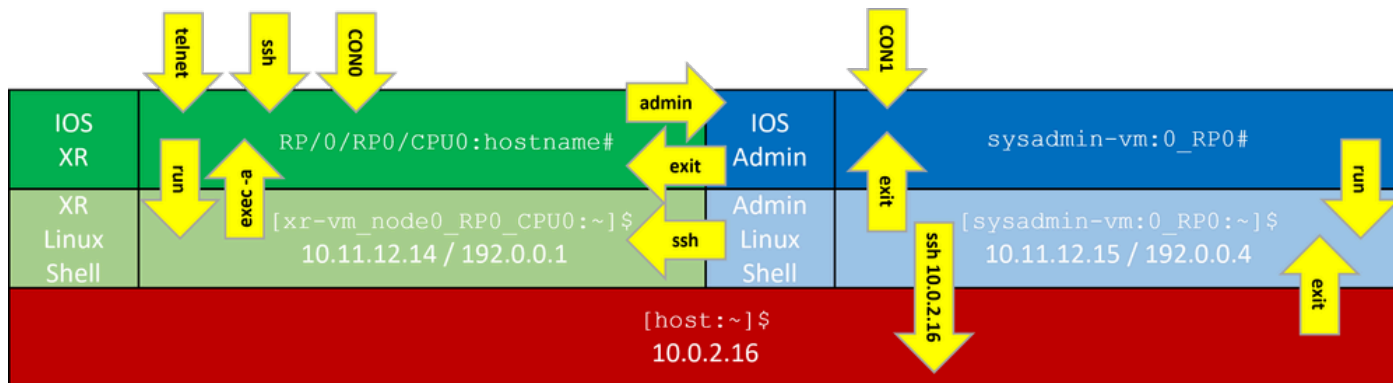 telnet
ssh
CON0
CON1
IOS
XR
RP/0/RP0/CPU0:hostname#
admin
exit
IOS
Admin
sysadmin-vm:0_RP0#
run
a-exec
exit
run
XR
Linux
Shell
[xr-vm_node0_RP0_CPU0:~]$
10.11.12.14 / 192.0.0.1
ssh
Admin
Linux
Shell
[sysadmin-vm:0_RP0:~]$
10.11.12.15 / 192.0.0.4
ssh 10.0.2.16
exit
[host:~]$
10.0.2.16